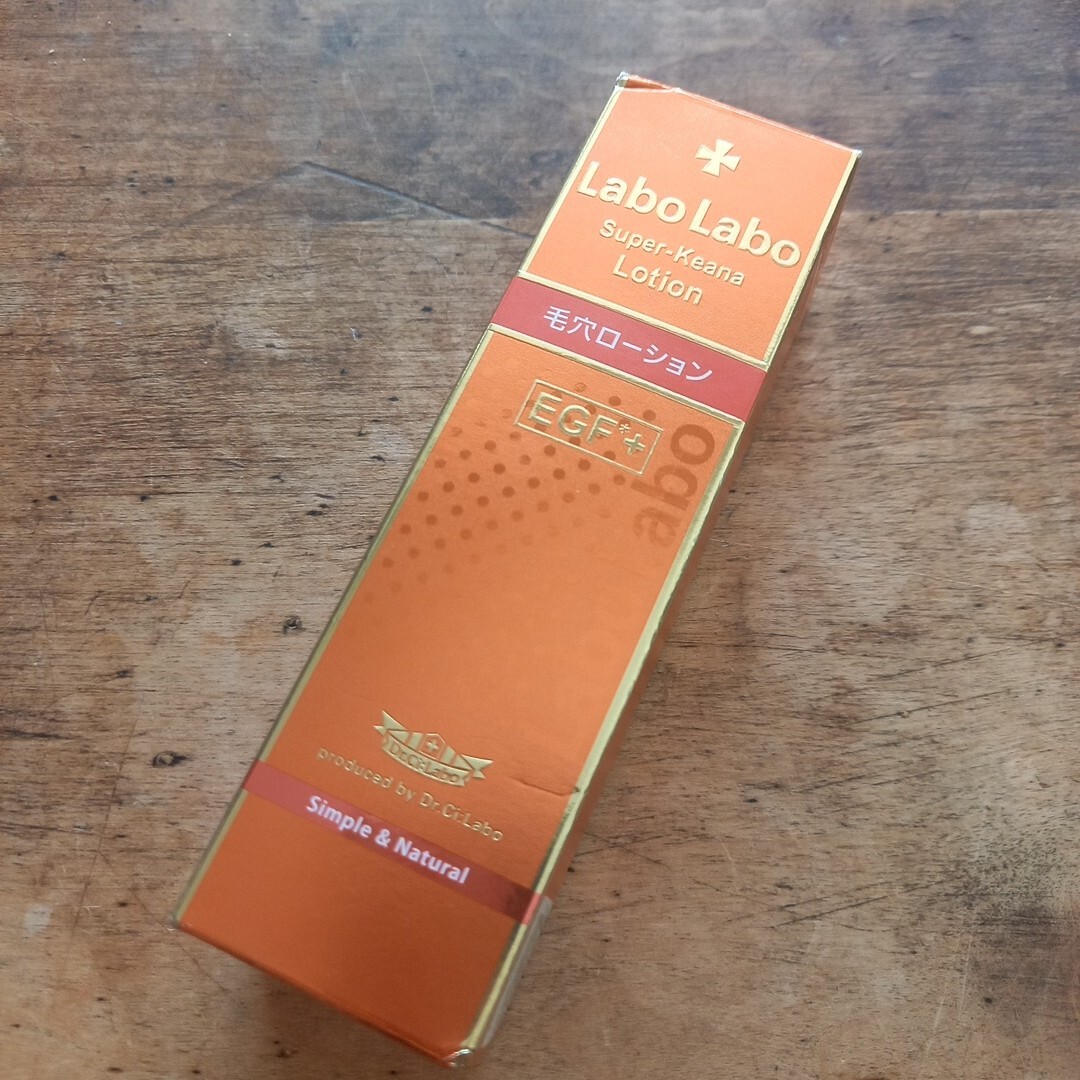 Labo Labo
Super-Keana
Lotion
毛穴ローション
EGF*+
abo
Dr.Ci:Labo
produced by Dr.Ci:Labo
Simple & Natural